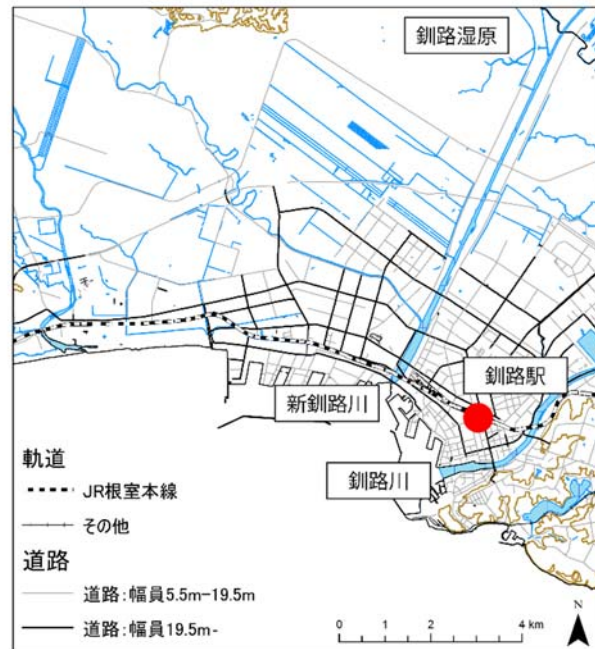 釧路湿原
釧路駅
新釧路川
釧路川
軌道
JR根室本線
その他
道路
道路:幅員5.5m-19.5m
道路:幅員19.5m-
0 1 2 4 km
N